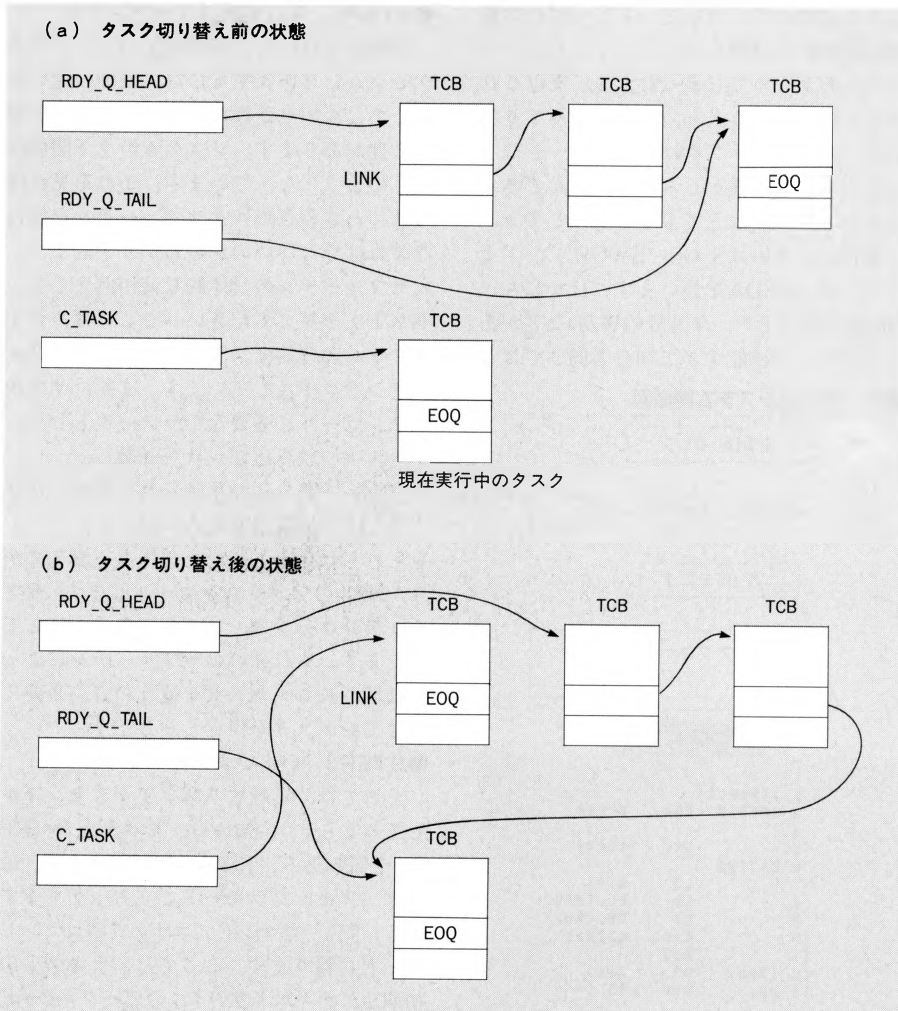 (a) タスク切り替え前の状態
RDY_Q_HEAD
TCB
TCB
TCB
LINK
EOQ
RDY_Q_TAIL
C_TASK
TCB
EOQ
現在実行中のタスク
(b) タスク切り替え後の状態
RDY_Q_HEAD
TCB
TCB
TCB
LINK
EOQ
RDY_Q_TAIL
C_TASK
TCB
EOQ